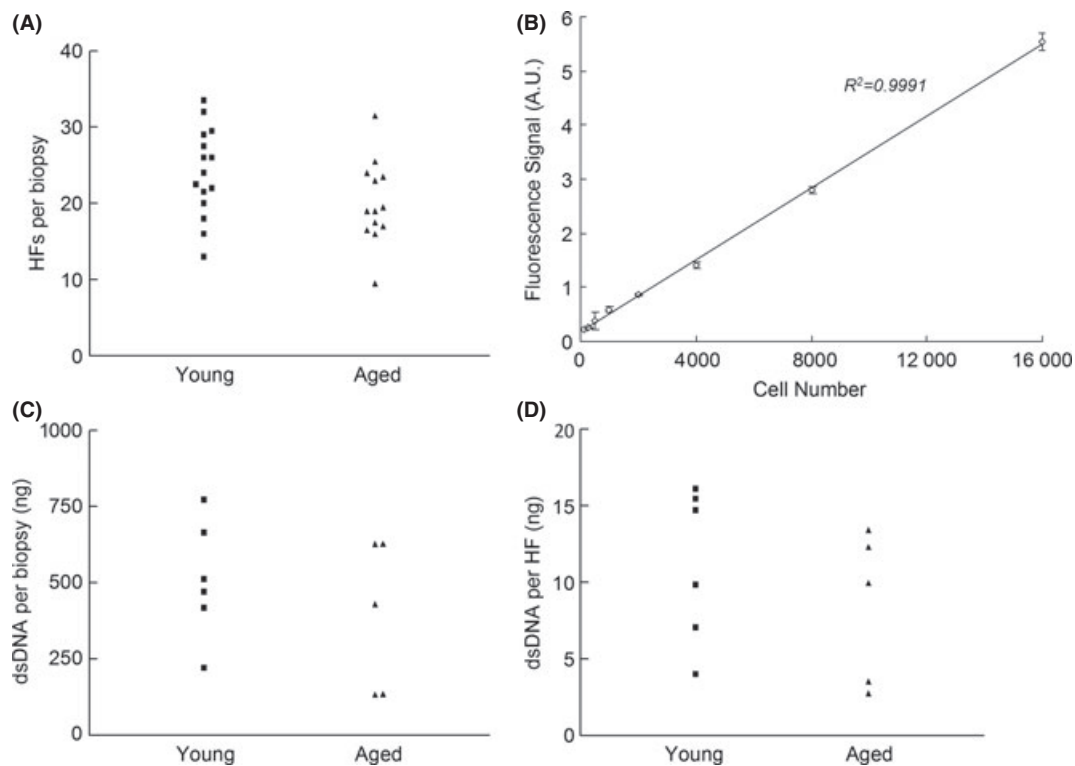 (A)
40
30
20
10
0
HFs per biopsy
Young Aged
(B)
6
5
4
3
2
1
0
Fluorescence Signal (A.U.)
R²=0.9991
0 4000 8000 12 000 16 000
Cell Number
(C)
1000
750
500
250
0
dsDNA per biopsy (ng)
Young Aged
(D)
20
15
10
5
0
dsDNA per HF (ng)
Young Aged